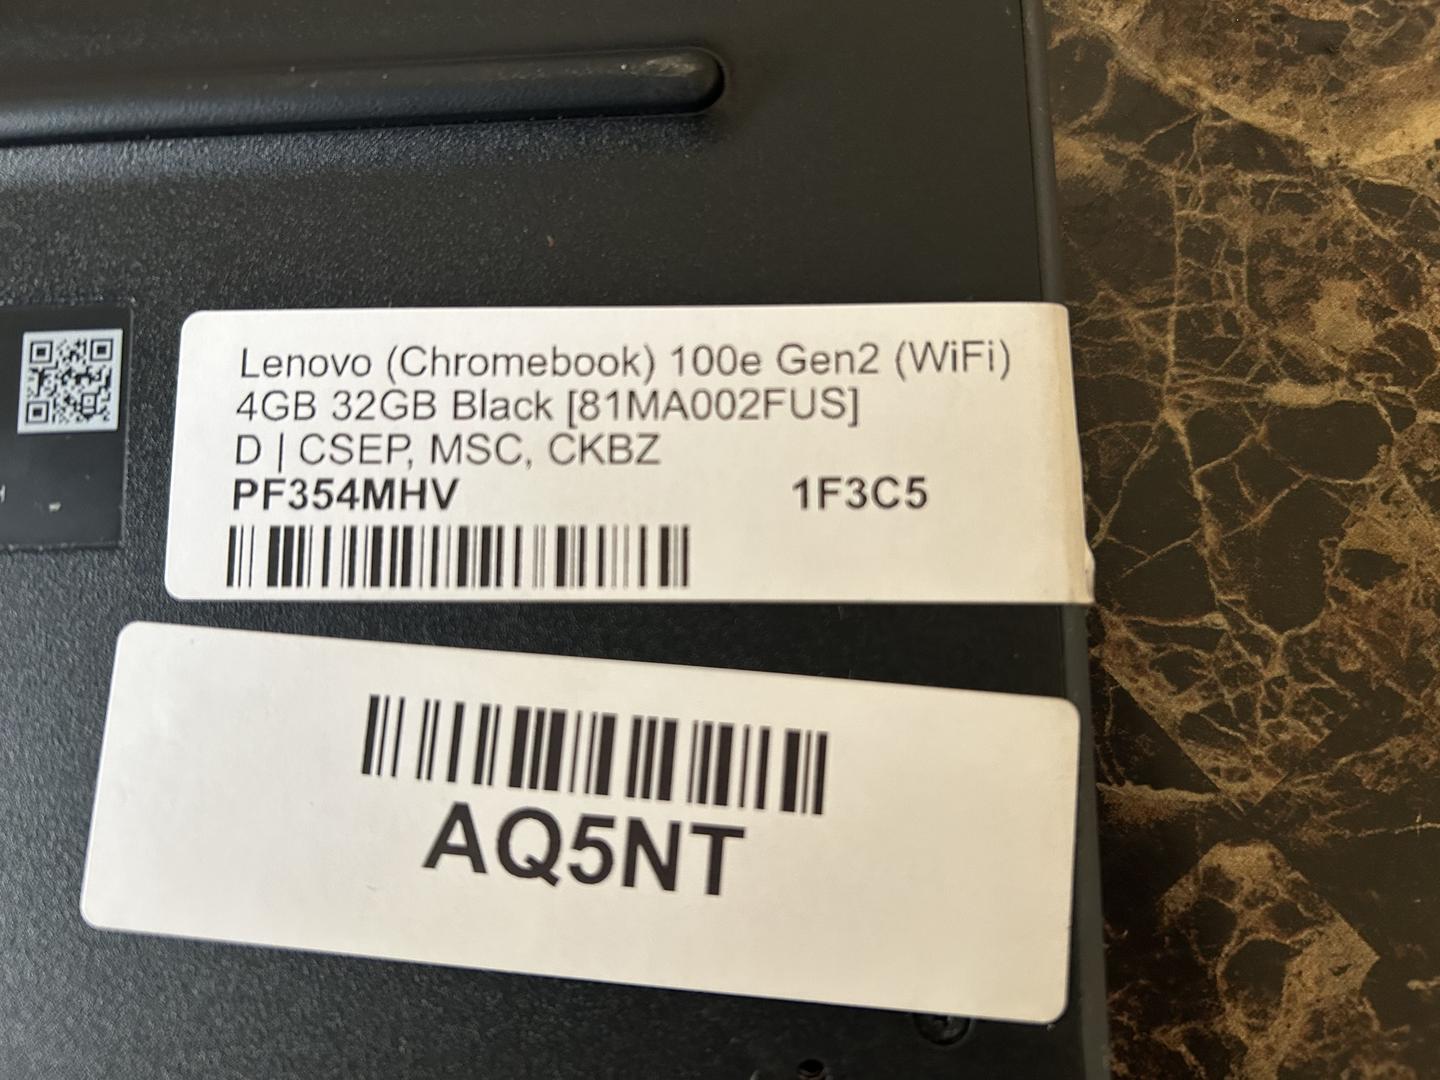 Lenovo (Chromebook) 100e Gen2 (WiFi)
4GB 32GB Black [81MA002FUS]
D | CSEP, MSC, CKBZ
PF354MHV 1F3C5
AQ5NT